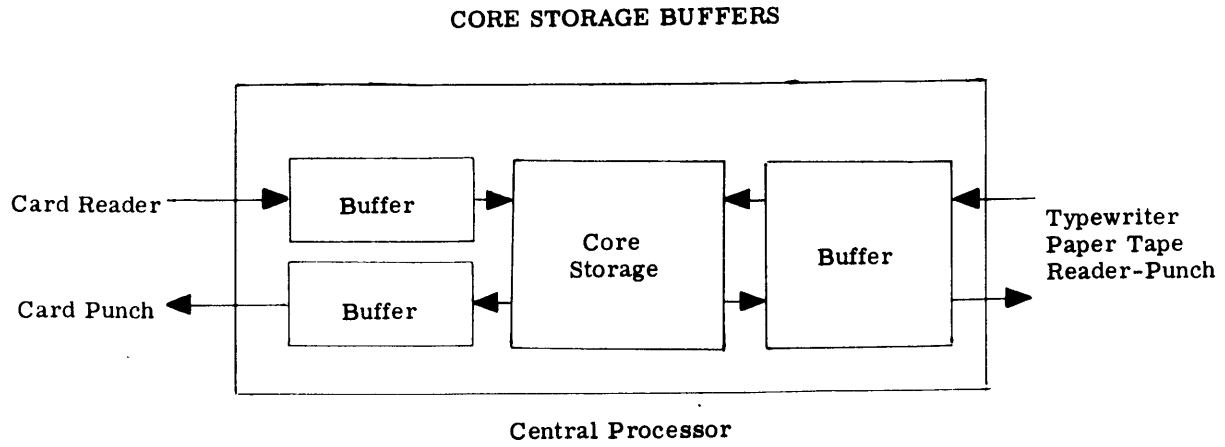 CORE STORAGE BUFFERS
Card Reader
Buffer
Core
Storage
Buffer
Typewriter
Paper Tape
Reader-Punch
Card Punch
Buffer
Central Processor